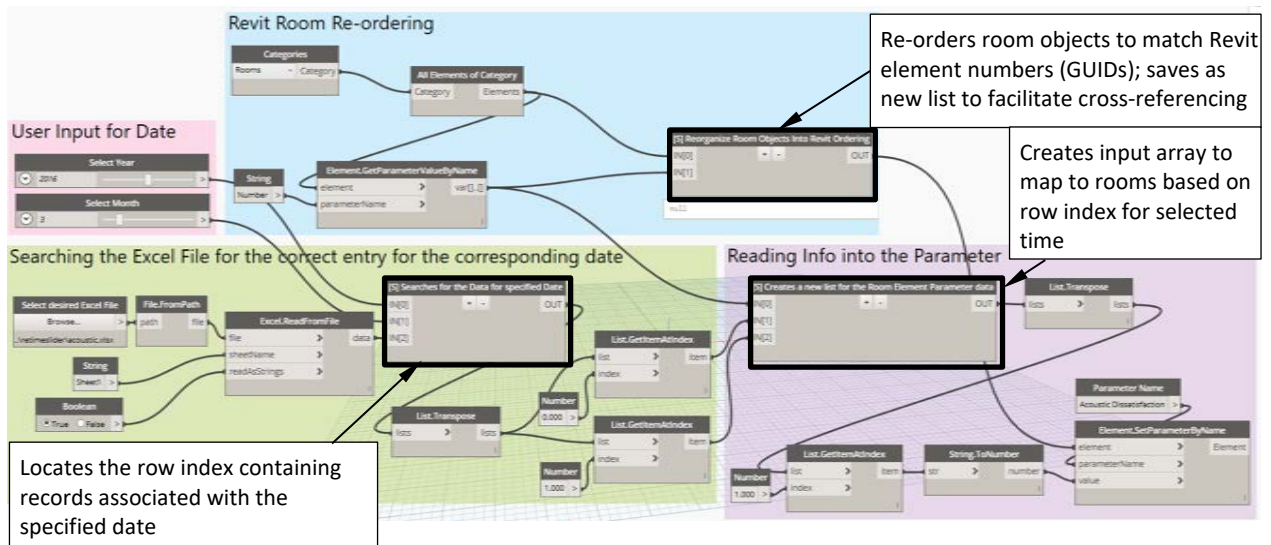 Revit Room Re-ordering
Categories
Rooms
Category
All Elements of Category
Category
Elements
Re-orders room objects to match Revit
element numbers (GUIDs); saves as
new list to facilitate cross-referencing
User Input for Date
Select Year
2016
>
Select Month
3
>
String
Number >
Element.GetParameterValueByName
element >
parameterName >
var[]..[]
[S] Reorganize Room Objects Into Revit Ordering
IN[0]
IN[1]
+ -
OUT
null
Creates input array to
map to rooms based on
row index for selected
time
Searching the Excel File for the correct entry for the corresponding date
Select desired Excel File
Browse... >
..\retimeslider\acoustic.xlsx
File.FromPath
path file
String
Sheet1 >
Boolean
True False >
Excel.ReadFromFile
file >
sheetName >
readAsStrings >
data
[S] Searches for the Data for specified Date
IN[0]
IN[1]
IN[2]
+ -
OUT
List.Transpose
lists > lists
Number
0.000 >
List.GetItemAtIndex
list > item
index >
Number
1.000 >
List.GetItemAtIndex
list > item
index >
Locates the row index containing
records associated with the
specified date
Reading Info into the Parameter
[S] Creates a new list for the Room Element Parameter data
IN[0]
IN[1]
IN[2]
+ -
OUT
List.Transpose
lists > lists
Parameter Name
Acoustic Dissatisfaction >
Number
1.000 >
List.GetItemAtIndex
list > item
index >
String.ToNumber
str > number
Element.SetParameterByName
element > Element
parameterName >
value >